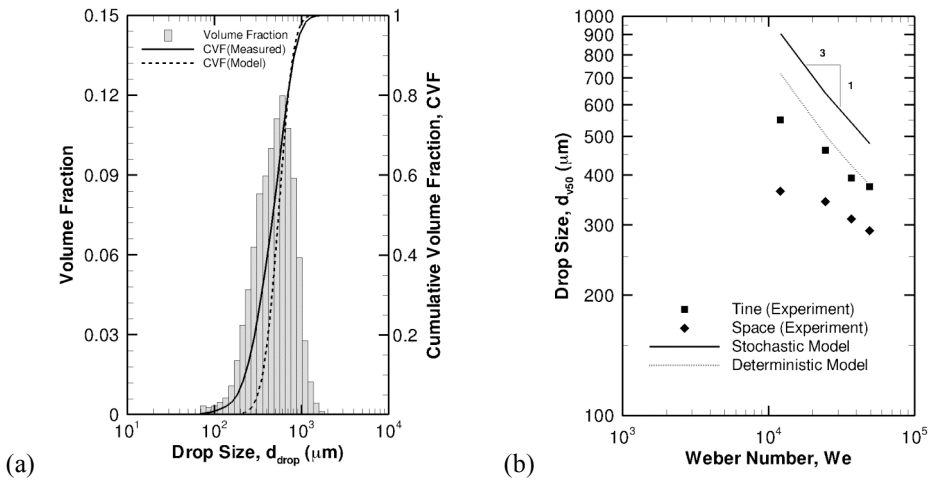 0.15
0.12
0.09
0.06
0.03
0
Volume Fraction
Volume Fraction
CVF(Measured)
CVF(Model)
1
0.8
0.6
0.4
0.2
Cumulative Volume Fraction, CVF
10^1
10^2
10^3
10^4
Drop Size, d_drop (μm)
(a)
1000
900
800
700
600
500
400
300
200
100
Drop Size, d_v50 (μm)
3
1
Tine (Experiment)
Space (Experiment)
Stochastic Model
Deterministic Model
10^3
10^4
10^5
Weber Number, We
(b)